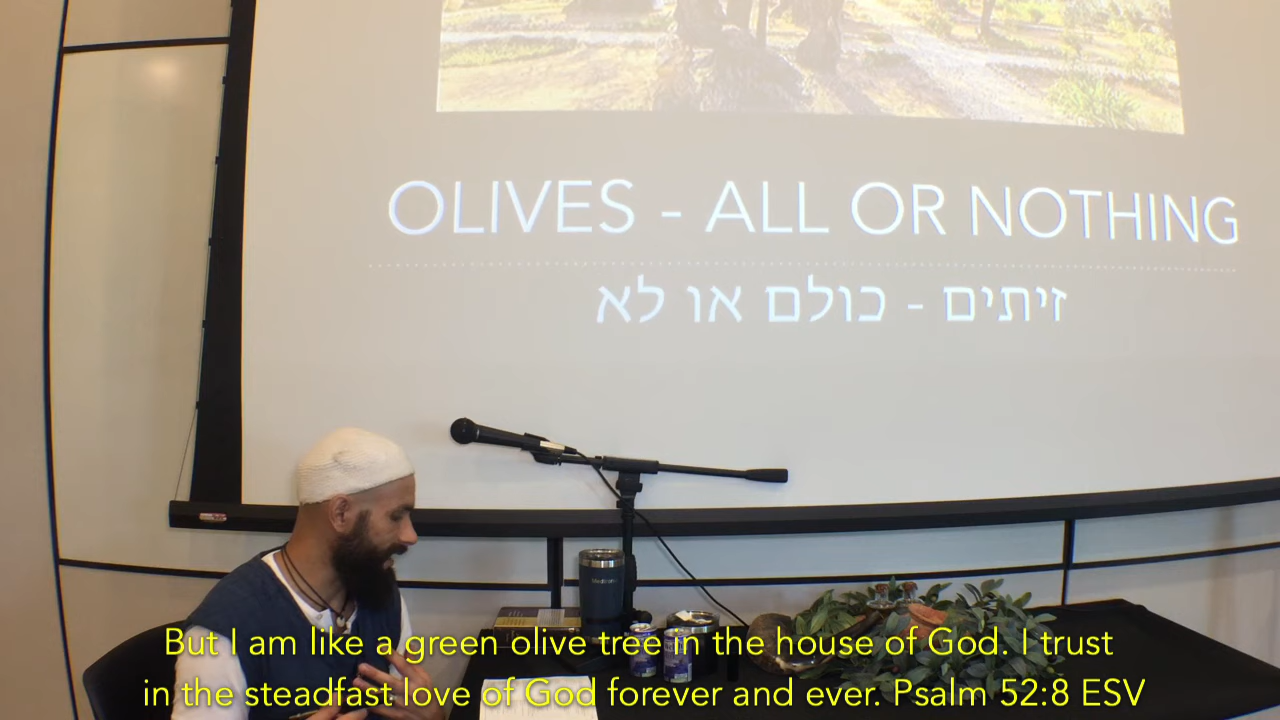 OLIVES - ALL OR NOTHING
זיתים - כולם או לא
But I am like a green olive tree in the house of God. I trust
in the steadfast love of God forever and ever. Psalm 52:8 ESV